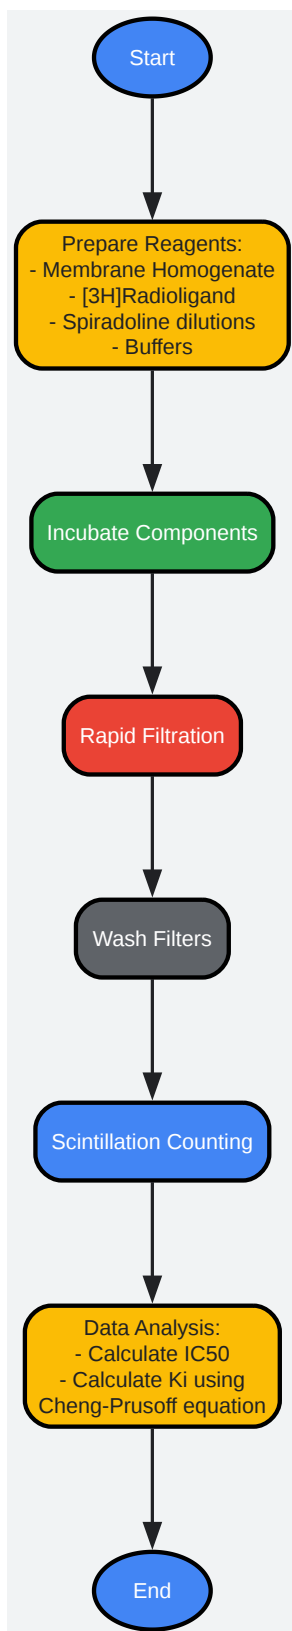 Start
Prepare Reagents:
- Membrane Homogenate
- [3H]Radioligand
- Spiradoline dilutions
- Buffers
Incubate Components
Rapid Filtration
Wash Filters
Scintillation Counting
Data Analysis:
- Calculate IC50
- Calculate Ki using
Cheng-Prusoff equation
End